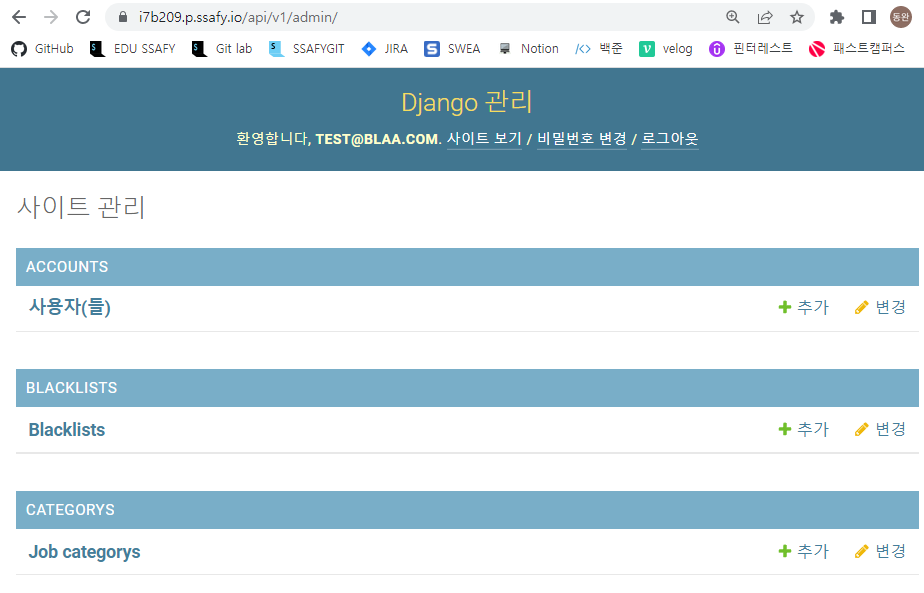 i7b209.p.ssafy.io/api/v1/admin/
동완
GitHub EDU SSAFY Git lab SSAFYGIT JIRA SWEA Notion 백준 velog 핀터레스트 패스트캠퍼스
Django 관리
환영합니다, TEST@BLAA.COM. 사이트 보기 / 비밀번호 변경 / 로그아웃
사이트 관리
ACCOUNTS
사용자(들) 추가 변경
BLACKLISTS
Blacklists 추가 변경
CATEGORYS
Job categorys 추가 변경